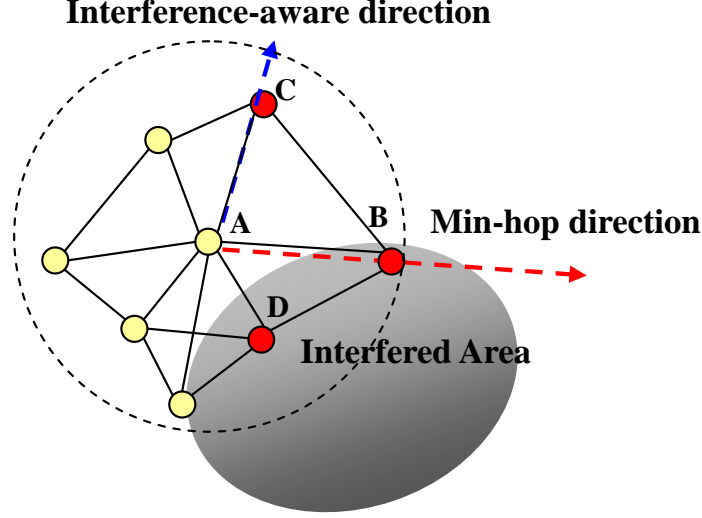 Interference-aware direction
C
A
B
Min-hop direction
D
Interfered Area